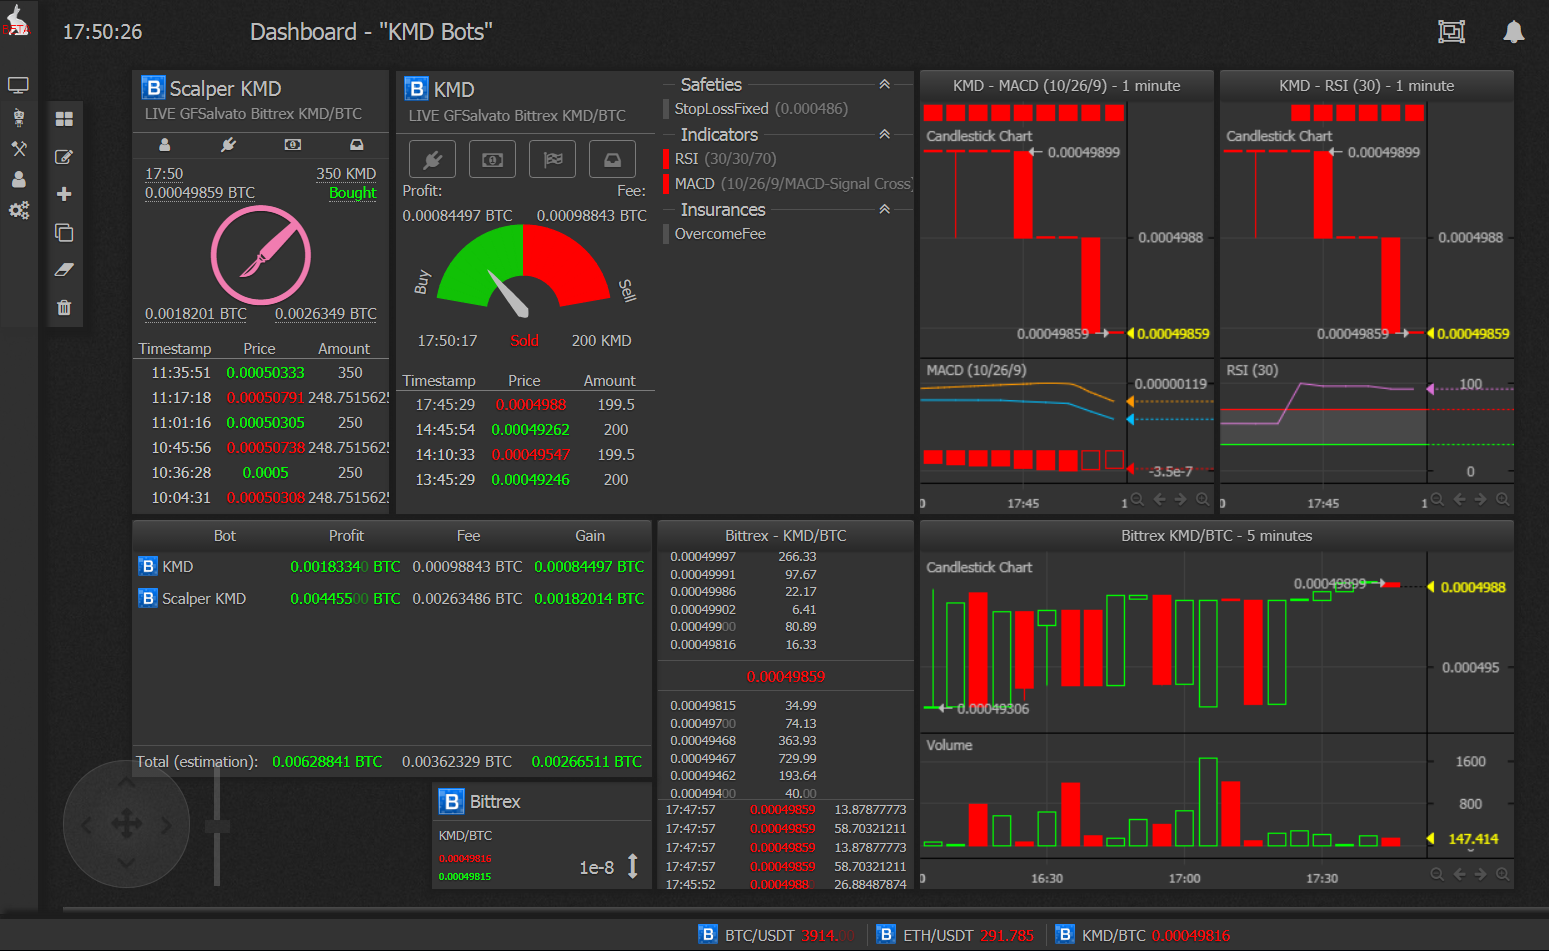 BETA
17:50:26
Dashboard - "KMD Bots"
Scalper KMD
LIVE GFSalvato Bittrex KMD/BTC
17:50 350 KMD
0.00049859 BTC Bought
0.0018201 BTC 0.0026349 BTC
Timestamp Price Amount
11:35:51 0.00050333 350
11:17:18 0.00050791 248.7515625
11:01:16 0.00050305 250
10:45:56 0.00050738 248.7515625
10:36:28 0.0005 250
10:04:31 0.00050308 248.7515625
KMD
LIVE GFSalvato Bittrex KMD/BTC
Profit: Fee:
0.00084497 BTC 0.00098843 BTC
Buy Sell
17:50:17 Sold 200 KMD
Timestamp Price Amount
17:45:29 0.0004988 199.5
14:45:54 0.00049262 200
14:10:33 0.00049547 199.5
13:45:29 0.00049246 200
Safeties
StopLossFixed (0.000486)
Indicators
RSI (30/30/70)
MACD (10/26/9/MACD-Signal Cross)
Insurances
OvercomeFee
KMD - MACD (10/26/9) - 1 minute
Candlestick Chart
0.00049899
0.0004988
0.00049859 0.00049859
MACD (10/26/9)
0.00000119
-3.5e-7
0 17:45 1
KMD - RSI (30) - 1 minute
Candlestick Chart
0.00049899
0.0004988
0.00049859 0.00049859
RSI (30)
100
0
0 17:45 1
Bot Profit Fee Gain
KMD 0.00183340 BTC 0.00098843 BTC 0.00084497 BTC
Scalper KMD 0.00445500 BTC 0.00263486 BTC 0.00182014 BTC
Total (estimation): 0.00628841 BTC 0.00362329 BTC 0.00266511 BTC
Bittrex
KMD/BTC
0.00049816
0.00049815
1e-8
Bittrex - KMD/BTC
0.00049997 266.33
0.00049991 97.67
0.00049986 22.17
0.00049902 6.41
0.00049900 80.89
0.00049816 16.33
0.00049859
0.00049815 34.99
0.00049700 74.13
0.00049468 363.93
0.00049467 729.99
0.00049462 193.64
0.00049400 40.00
17:47:57 0.00049859 13.87877773
17:47:57 0.00049859 58.70321211
17:47:57 0.00049859 13.87877773
17:47:57 0.00049859 58.70321211
17:45:52 0.00049880 26.88487874
Bittrex KMD/BTC - 5 minutes
Candlestick Chart
0.00049899 0.0004988
0.000495
0.00049306
Volume
1600
800
147.414
0 16:30 17:00 17:30
BTC/USDT 3914.00 ETH/USDT 291.785 KMD/BTC 0.00049816